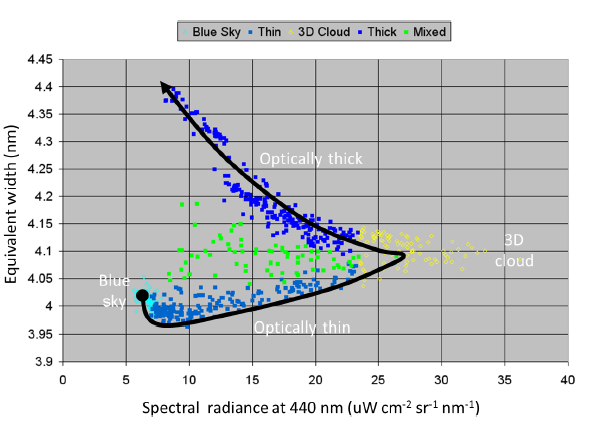 Blue Sky Thin 3D Cloud Thick Mixed
4.45
4.4
4.35
4.3
4.25
4.2
4.15
4.1
4.05
4
3.95
3.9
Equivalent width (nm)
Optically thick
3D
cloud
Blue
sky
Optically thin
0 5 10 15 20 25 30 35 40
Spectral radiance at 440 nm (uW cm⁻² sr⁻¹ nm⁻¹)